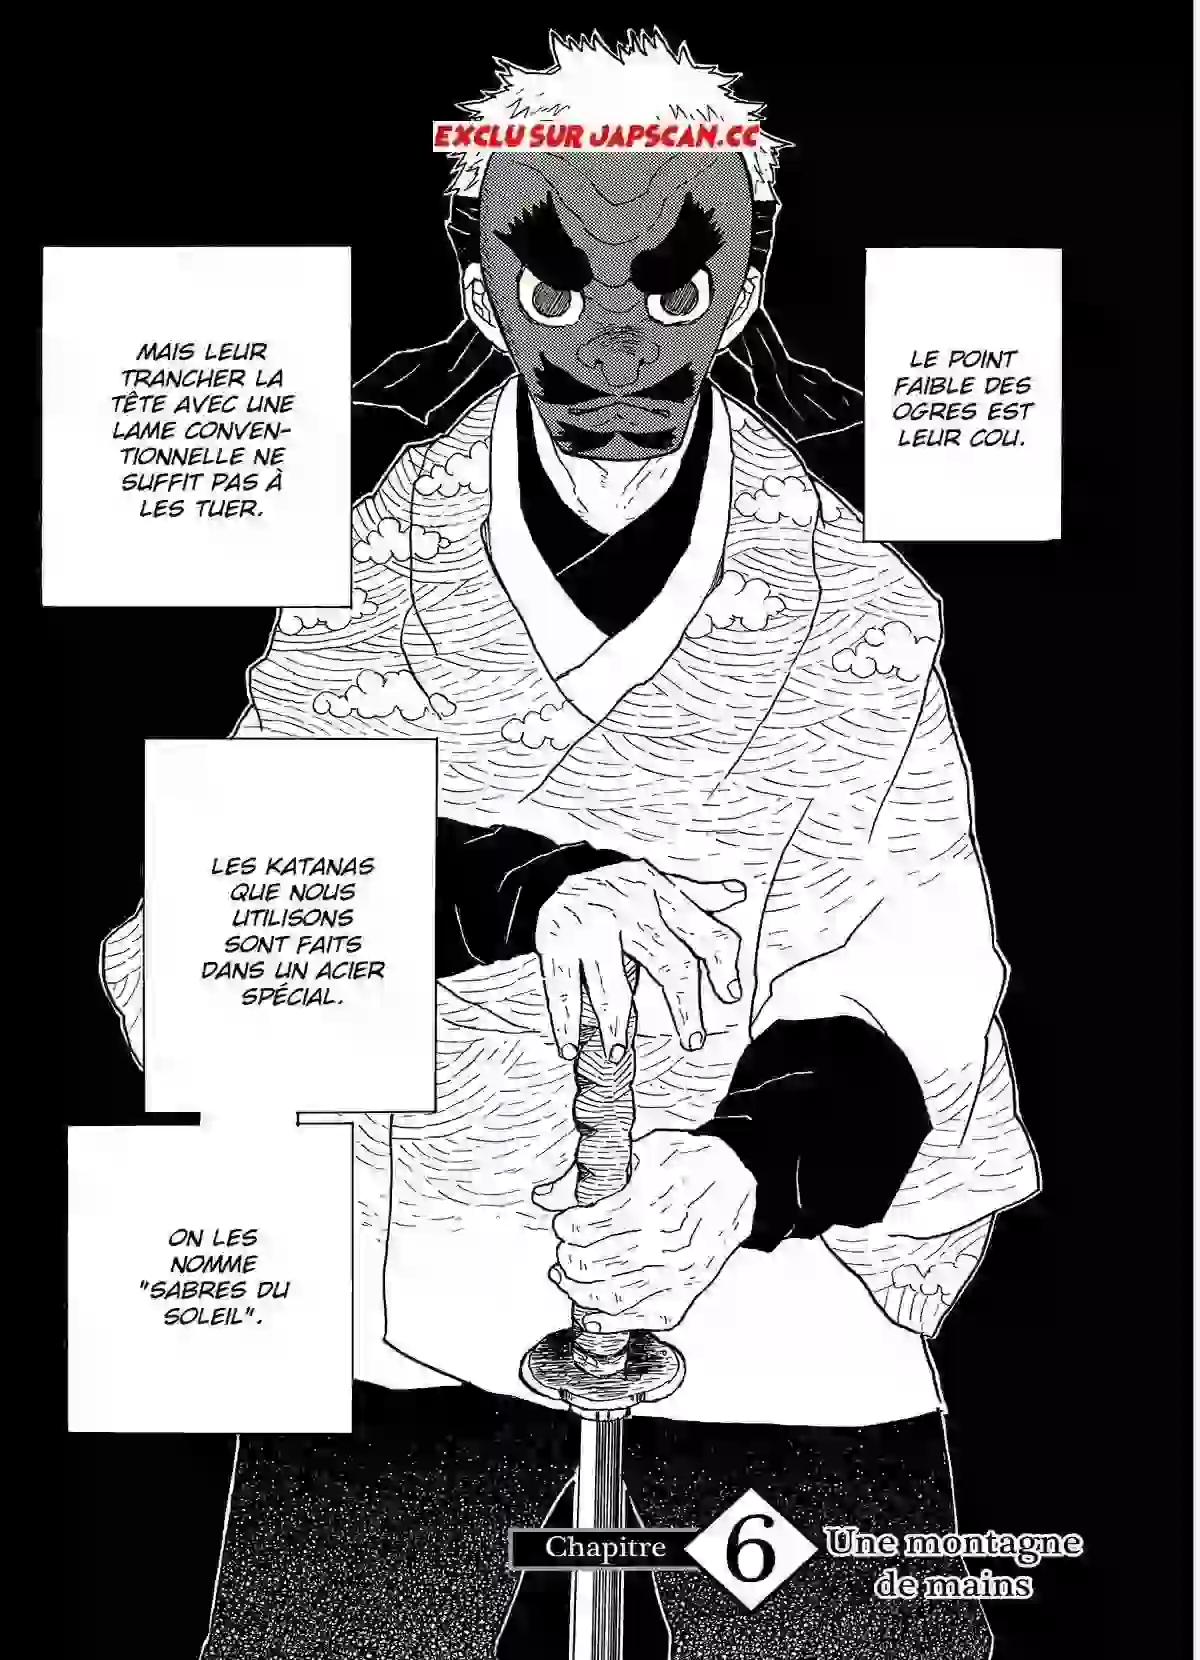 EXCLU SUR JAPSCAN.CC
LE POINT
FAIBLE DES
OGRES EST
LEUR COU.
MAIS LEUR
TRANCHER LA
TÊTE AVEC UNE
LAME CONVEN-
TIONNELLE NE
SUFFIT PAS À
LES TUER.
LES KATANAS
QUE NOUS
UTILISONS
SONT FAITS
DANS UN ACIER
SPÉCIAL.
ON LES
NOMME
"SABRES DU
SOLEIL".
Chapitre 6 Une montagne
de mains